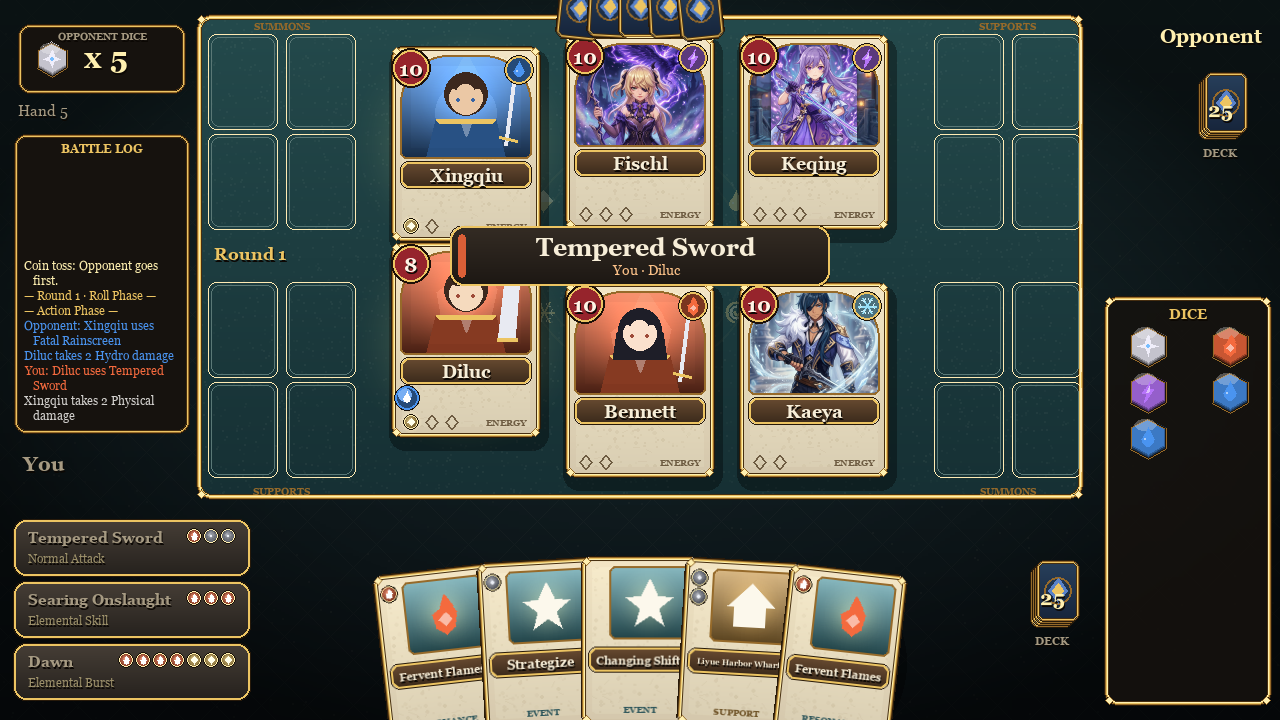 OPPONENT DICE
x 5
Hand 5
BATTLE LOG
Coin toss: Opponent goes
first.
— Round 1 · Roll Phase —
— Action Phase —
Opponent: Xingqiu uses
Fatal Rainscreen
Diluc takes 2 Hydro damage
You: Diluc uses Tempered
Sword
Xingqiu takes 2 Physical
damage
You
SUMMONS
SUPPORTS
10
Xingqiu
ENERGY
10
Fischl
ENERGY
10
Keqing
ENERGY
Round 1
Tempered Sword
You · Diluc
8
Diluc
ENERGY
10
Bennett
ENERGY
10
Kaeya
ENERGY
SUPPORTS
SUMMONS
Opponent
25
DECK
DICE
Tempered Sword
Normal Attack
Searing Onslaught
Elemental Skill
Dawn
Elemental Burst
Fervent Flames
Strategize
EVENT
Changing Shift
EVENT
Liyue Harbor Wharf
SUPPORT
Fervent Flames
25
DECK